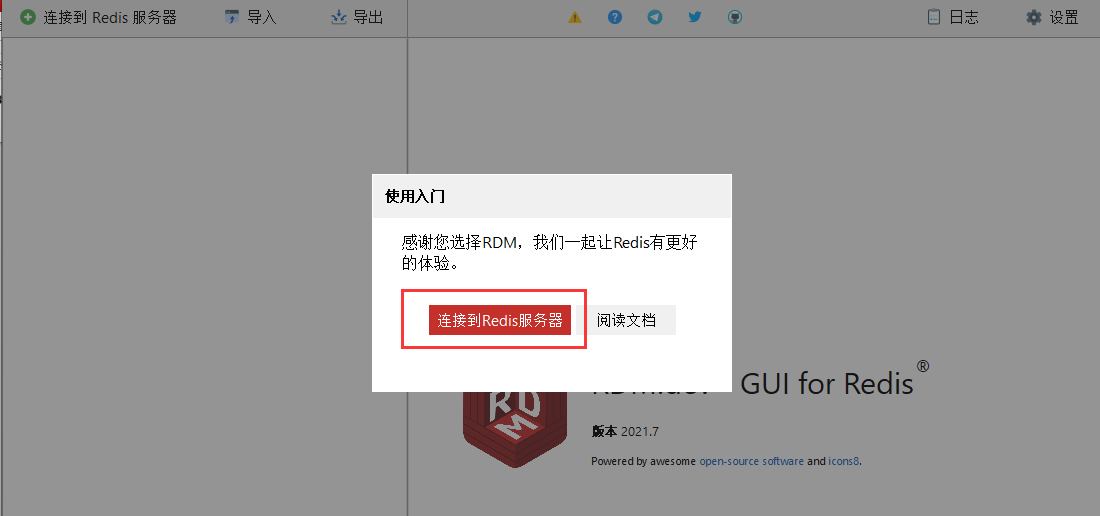 连接到 Redis 服务器 导入 导出 日志 设置
使用入门
感谢您选择RDM，我们一起让Redis有更好
的体验。
连接到Redis服务器 阅读文档
GUI for Redis®
RDM
版本 2021.7
Powered by awesome open-source software and icons8.